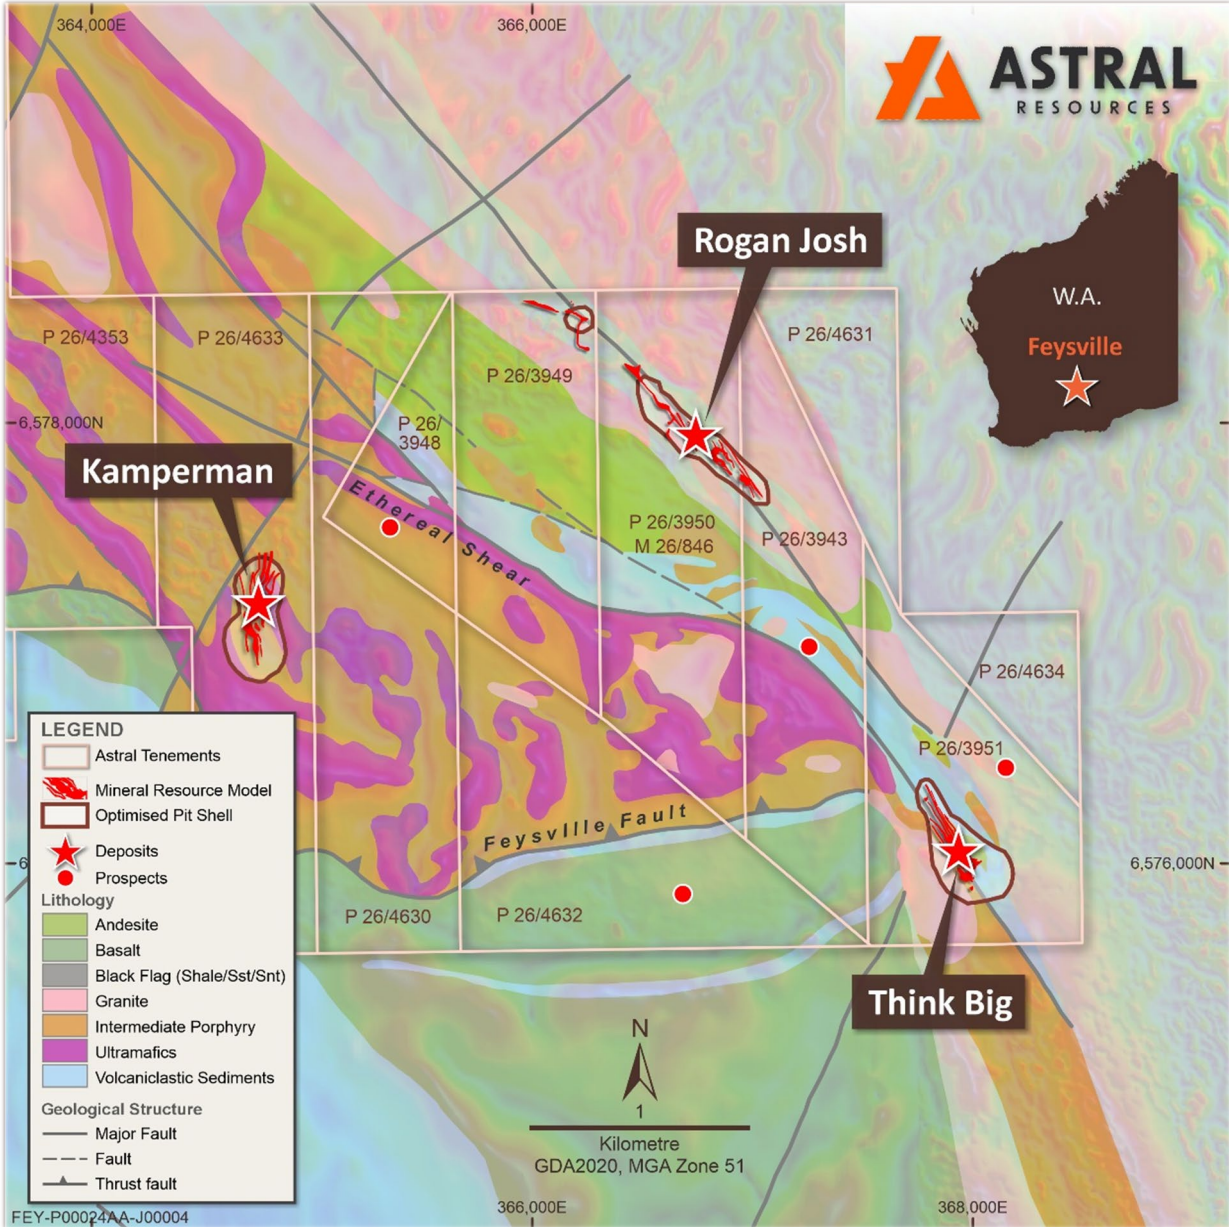 364,000E
366,000E
ASTRAL
RESOURCES
Rogan Josh
W.A.
Feysville
P 26/4353
P 26/4633
P 26/3949
P 26/4631
6,578,000N
P 26/
3948
Kamperman
Ethereal Shear
P 26/3950
M 26/846
P 26/3943
P 26/4634
P 26/3951
Feysville Fault
6
6,576,000N
P 26/4630
P 26/4632
Think Big
LEGEND
Astral Tenements
Mineral Resource Model
Optimised Pit Shell
Deposits
Prospects
Lithology
Andesite
Basalt
Black Flag (Shale/Sst/Snt)
Granite
Intermediate Porphyry
Ultramafics
Volcaniclastic Sediments
Geological Structure
Major Fault
Fault
Thrust fault
N
1
Kilometre
GDA2020, MGA Zone 51
FEY-P00024AA-J00004
366,000E
368,000E